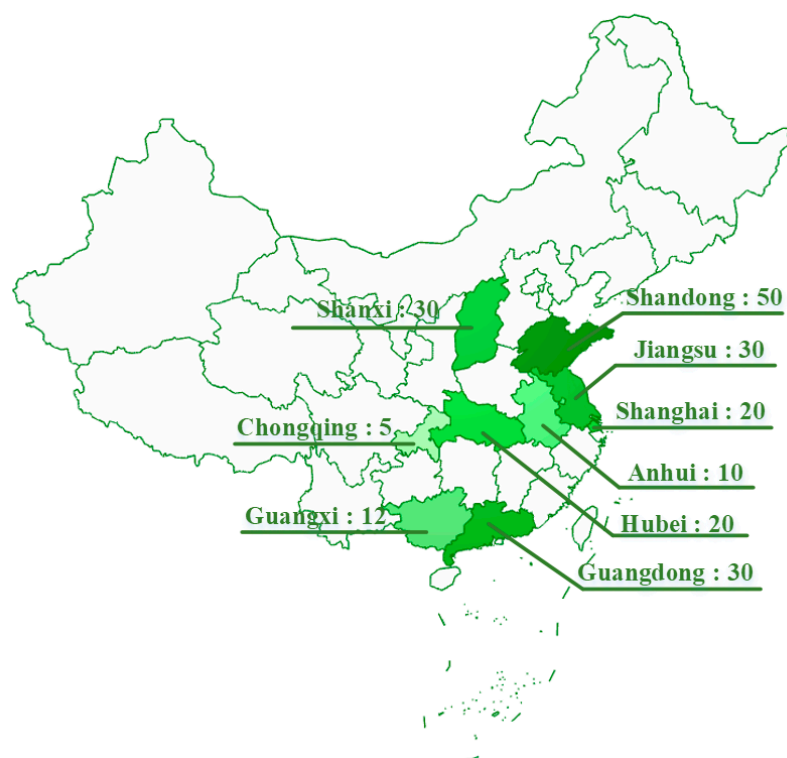 Shandong : 50
Shanxi : 30
Jiangsu : 30
Shanghai : 20
Chongqing : 5
Anhui : 10
Guangxi : 12
Hubei : 20
Guangdong : 30